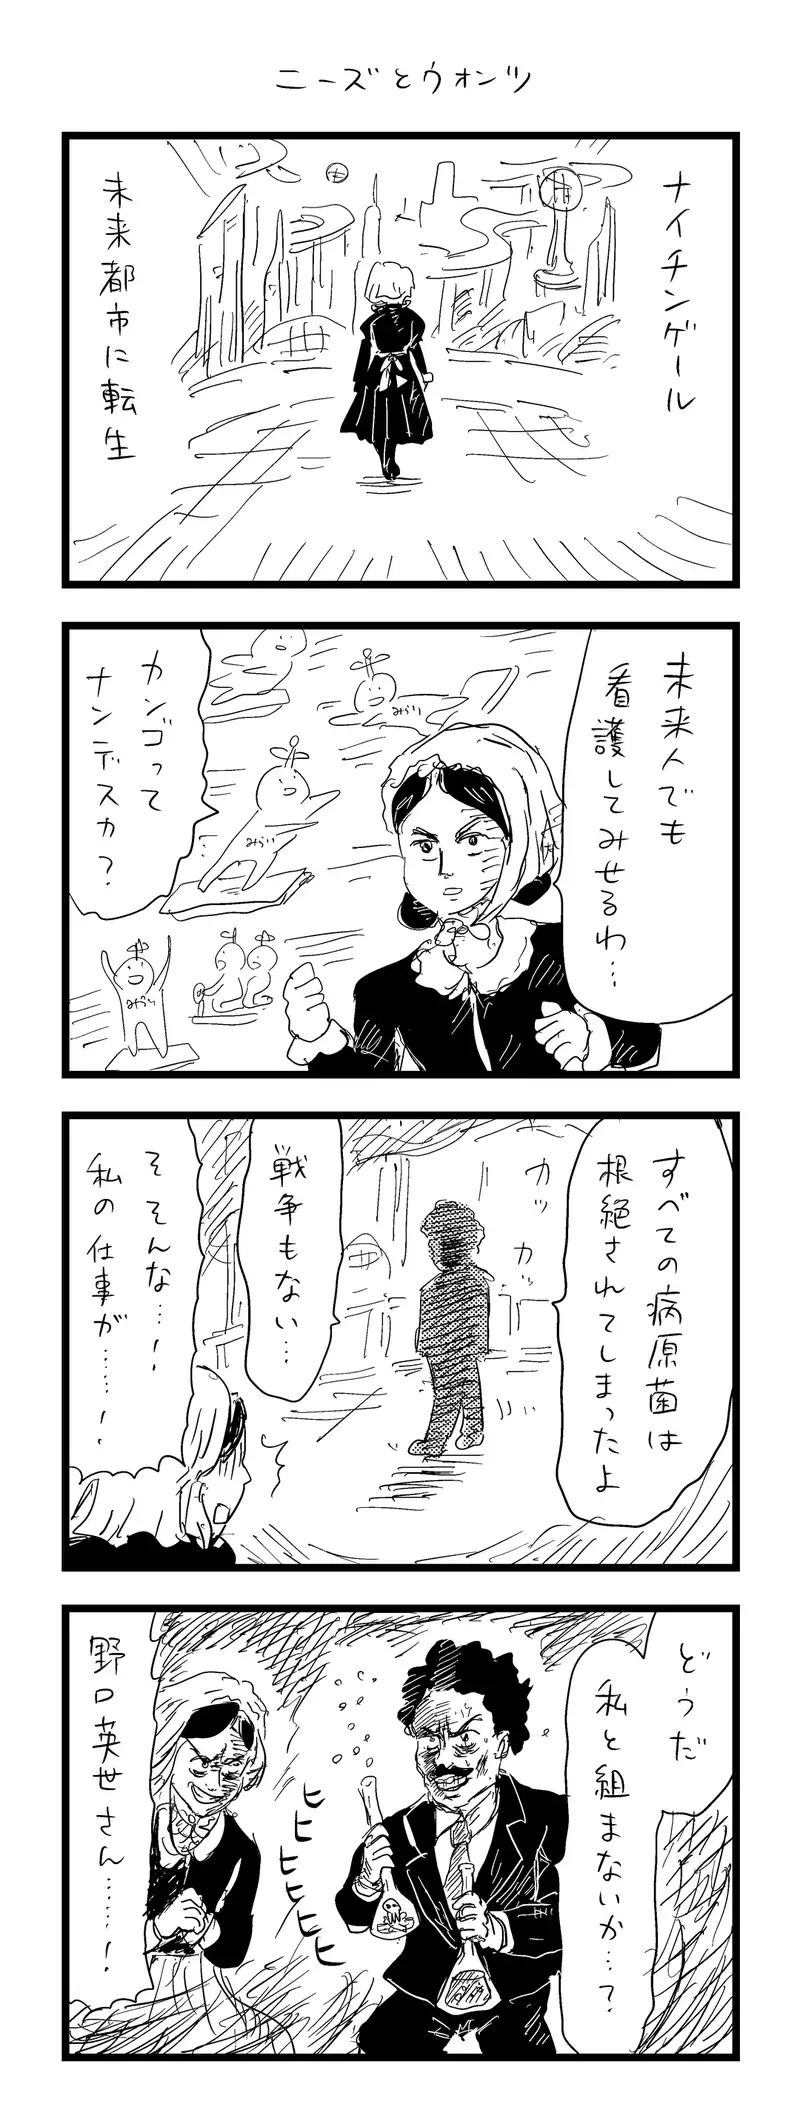 ニーズとウォンツ
ナイチンゲール
未来都市に転生
未来人でも
看護してみせるわ…
カンゴって
ナンデスカ?
みらい
みらい
みらい
すべての病原菌は
根絶されてしまったよ
カッ
カッ
戦争もない…
そ そんな…!
私の仕事が……!
どうだ
私と組まないか…?
ヒヒヒヒヒ
野口英世さん……!